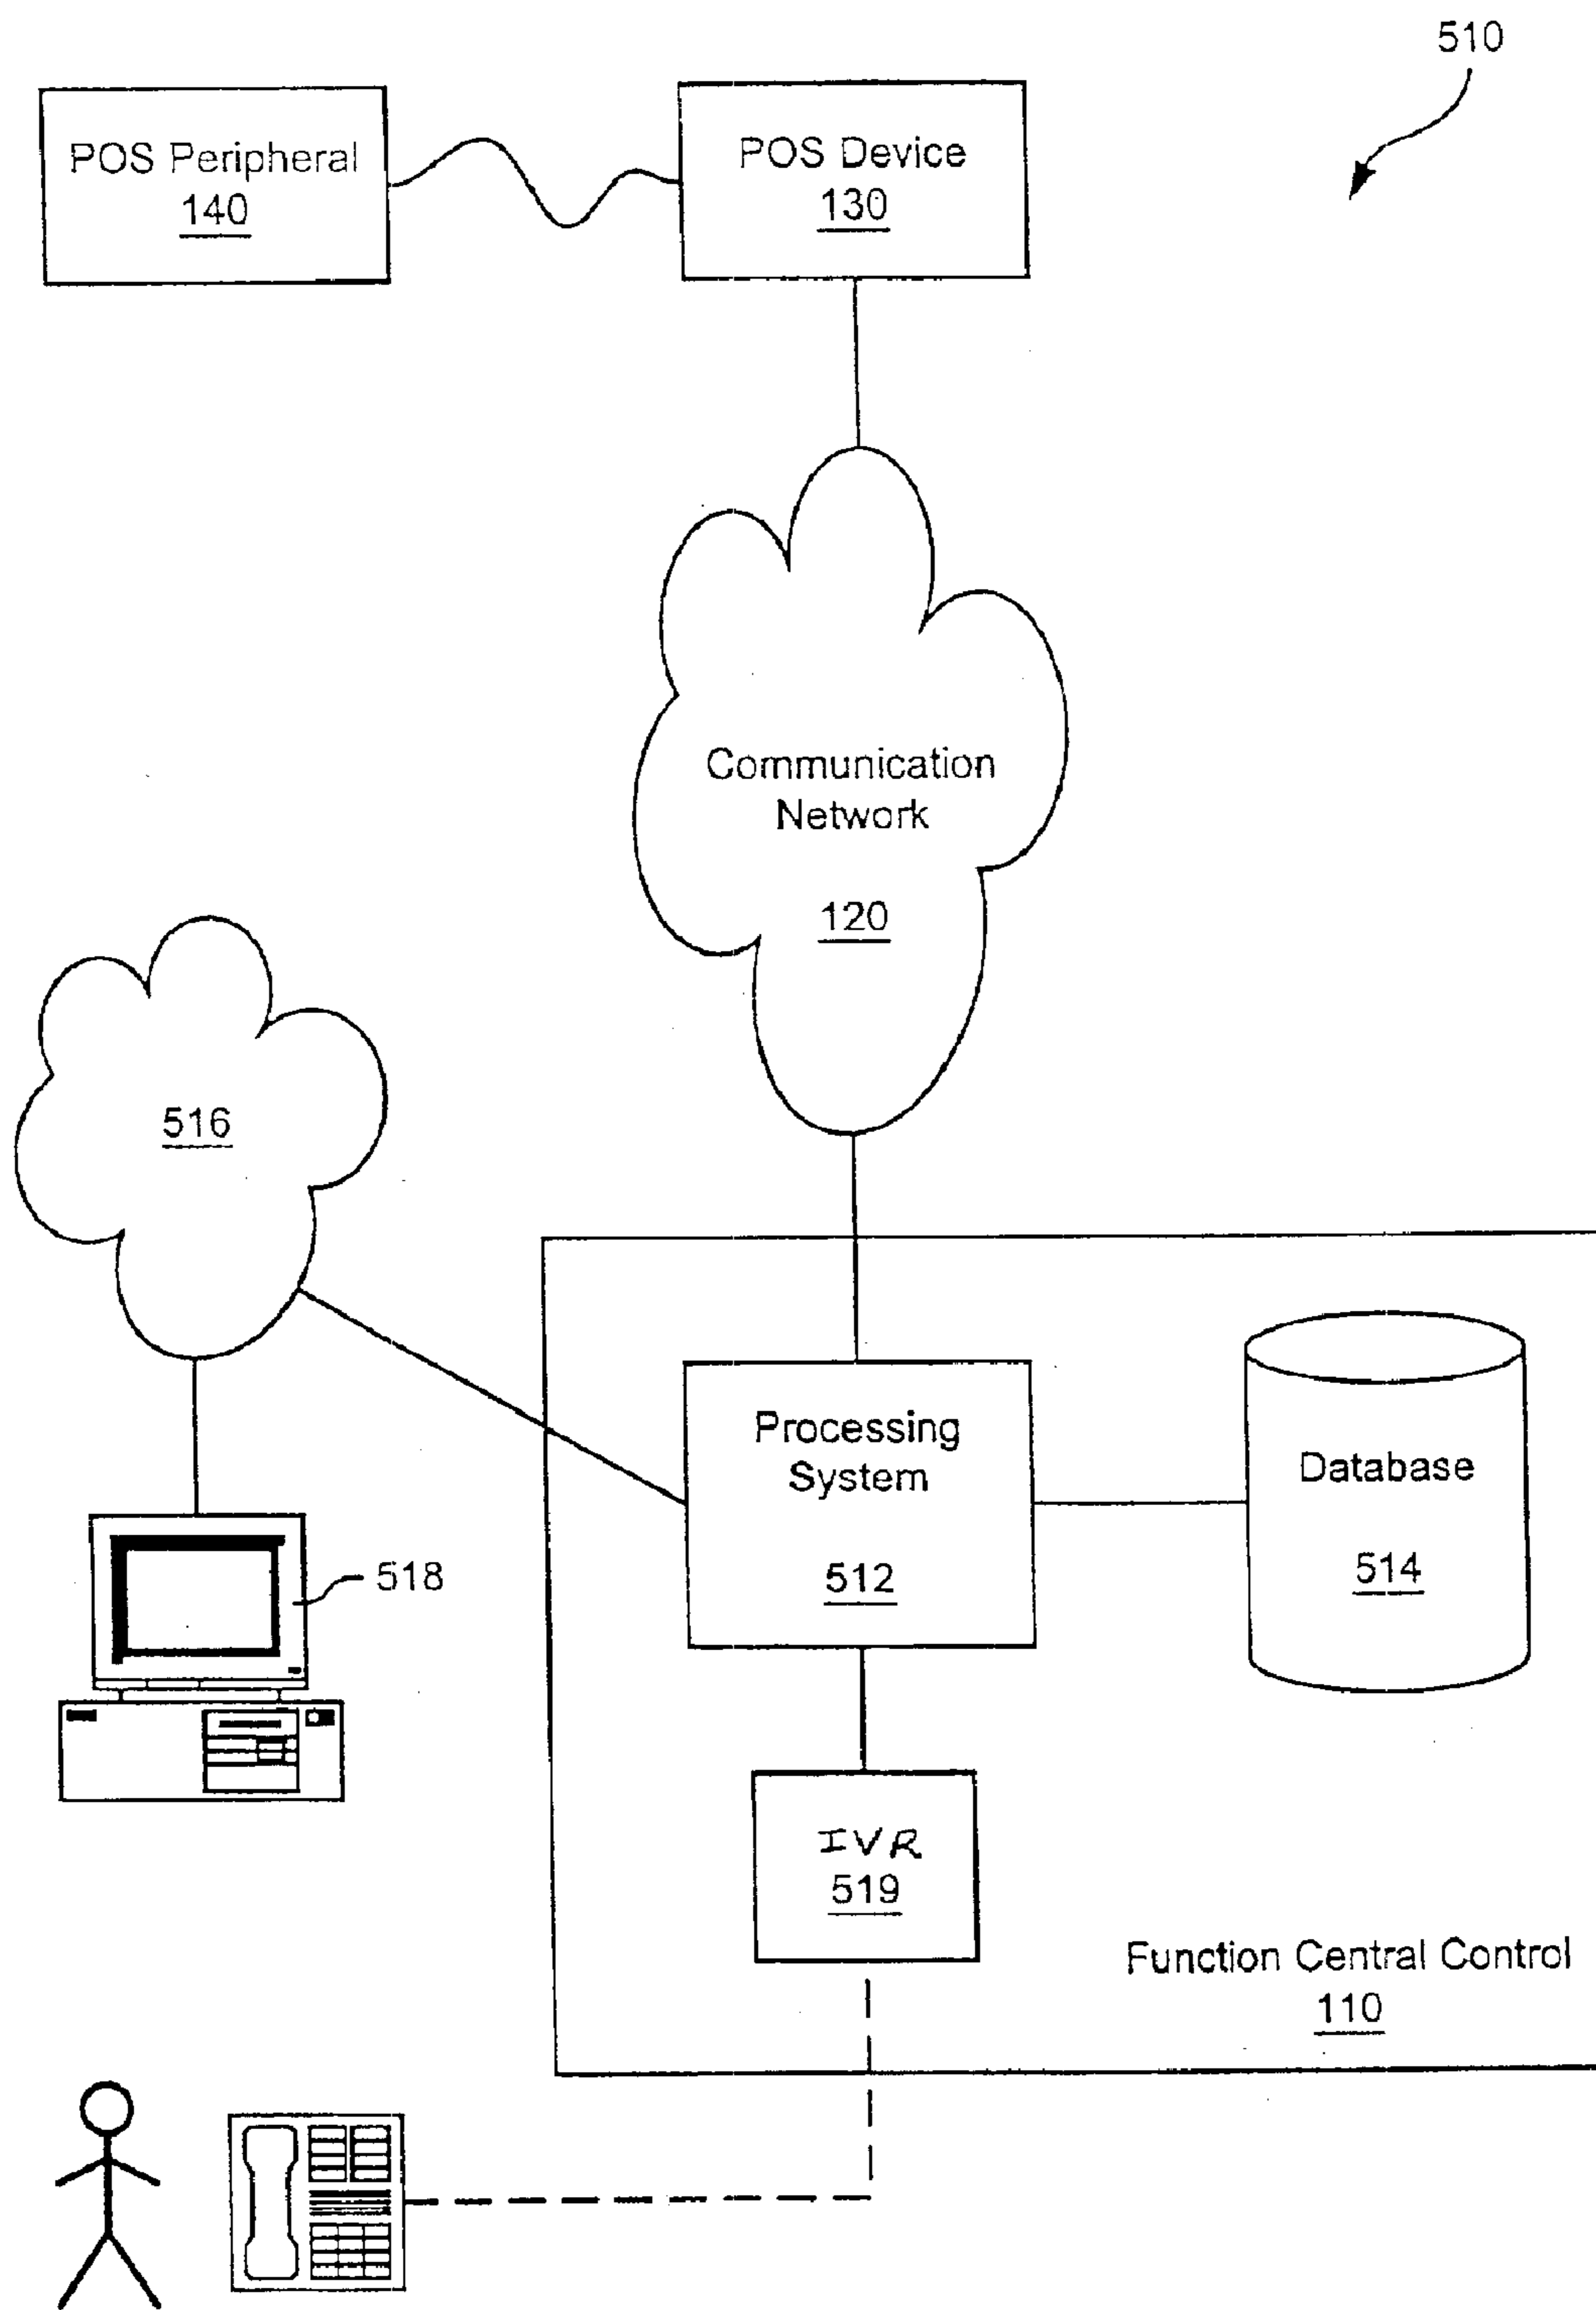 510
POS Peripheral
140
POS Device
130
Communication
Network
120
516
Processing
System
512
Database
514
518
IVR
519
Function Central Control
110